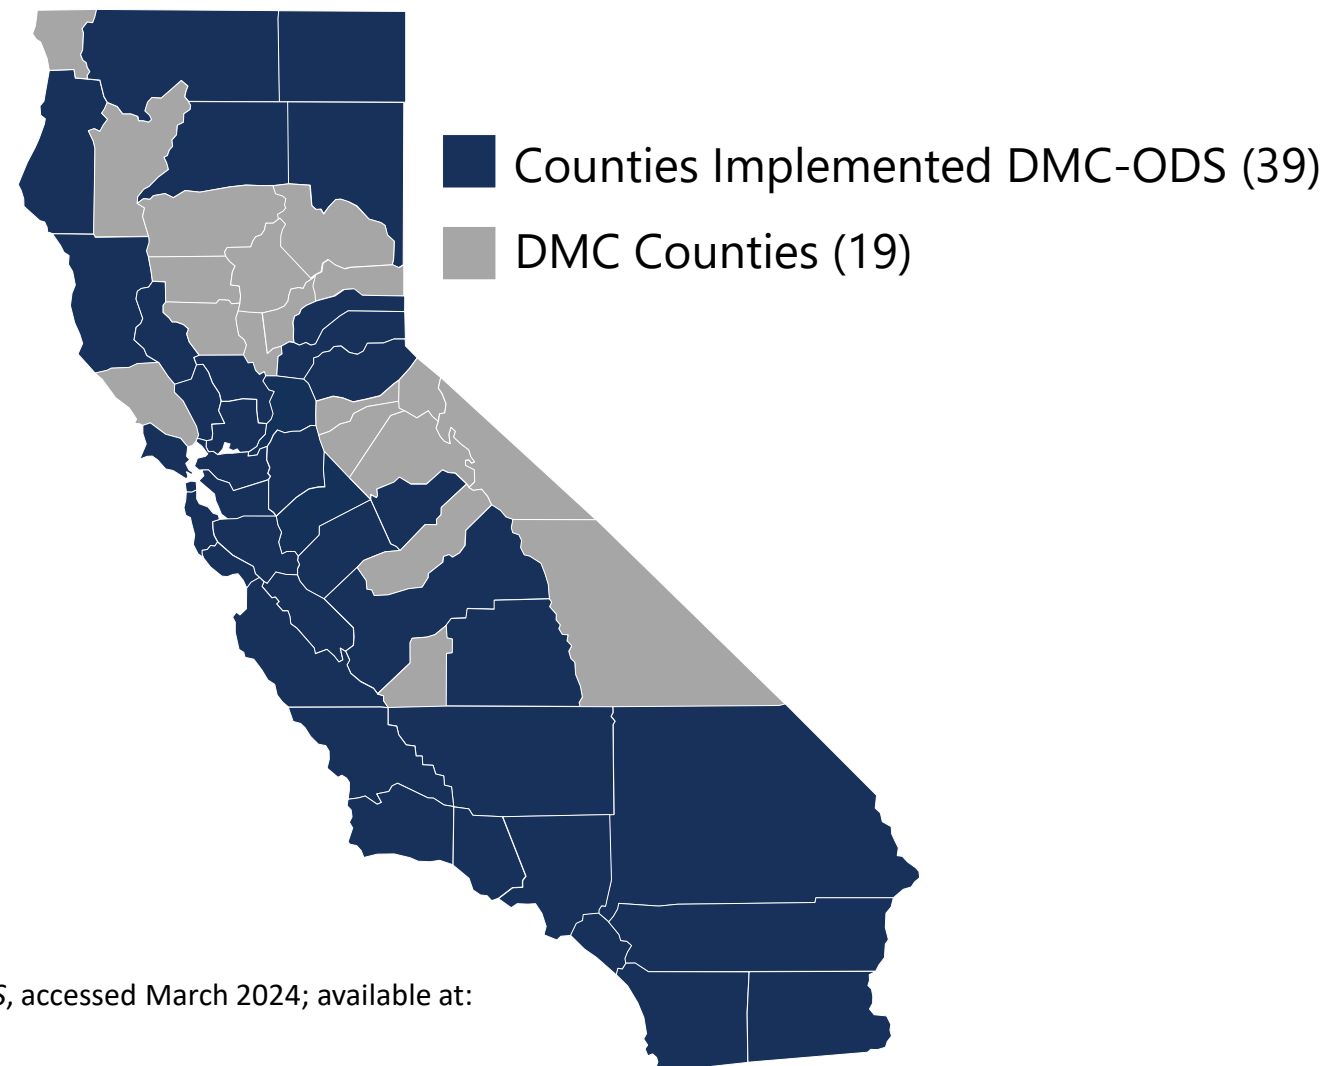 Counties Implemented DMC-ODS (39)
DMC Counties (19)
, accessed March 2024; available at: